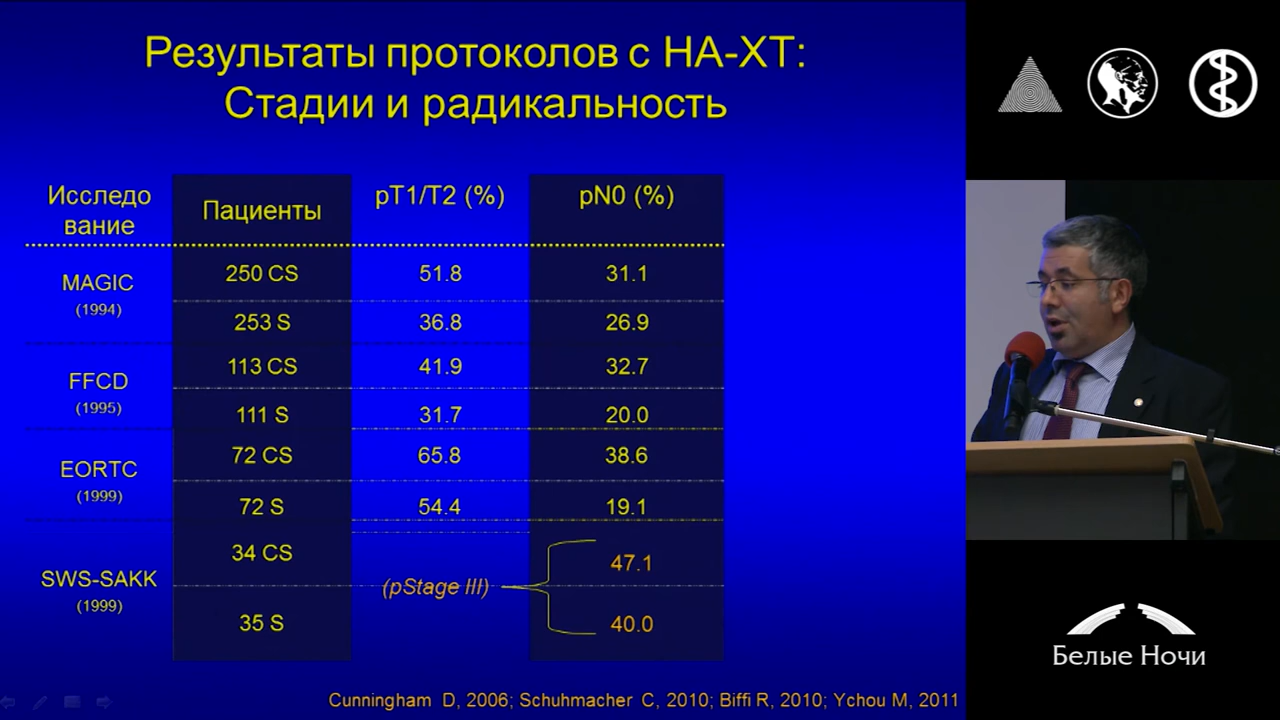 Результаты протоколов с НА-ХТ:
Стадии и радикальность
Исследо
вание
Пациенты
pT1/T2 (%)
pN0 (%)
MAGIC
(1994)
250 CS
51.8
31.1
253 S
36.8
26.9
FFCD
(1995)
113 CS
41.9
32.7
111 S
31.7
20.0
EORTC
(1999)
72 CS
65.8
38.6
72 S
54.4
19.1
SWS-SAKK
(1999)
34 CS
(pStage III)
47.1
35 S
40.0
Cunningham D, 2006; Schuhmacher C, 2010; Biffi R, 2010; Ychou M, 2011
Белые Ночи